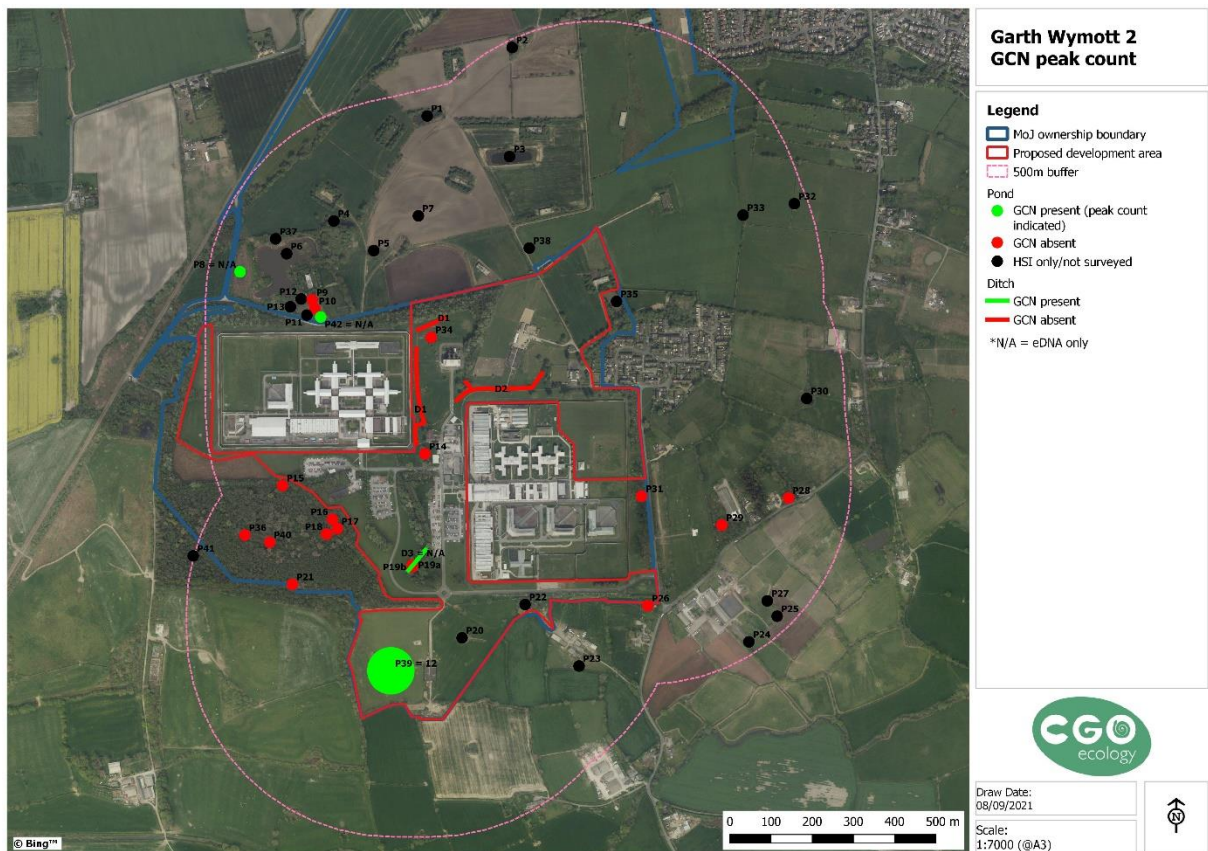 Garth Wymott 2
GCN peak count
Legend
MoJ ownership boundary
Proposed development area
500m buffer
Pond
GCN present (peak count
indicated)
GCN absent
HSI only/not surveyed
Ditch
GCN present
GCN absent
*N/A = eDNA only
P2
P1
P3
P32
P33
P4
P7
P37
P5
P38
P6
P8 = N/A
P12
P9
P35
P13
P10
P11
P42 = N/A
D1
P34
D2
P30
D1
P14
P15
P31
P28
P16
P17
P29
P18
P36
P40
P41
D3 = N/A
P19b
P19a
P21
P22
P26
P27
P25
P20
P24
P23
P39 = 12
CGO
ecology
Draw Date:
08/09/2021
Scale:
1:7000 (@A3)
N
0 100 200 300 400 500 m
© Bing™